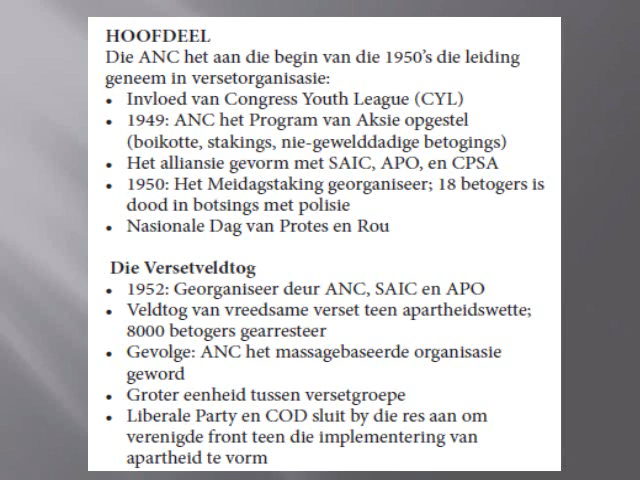 HOOFDEEL
Die ANC het aan die begin van die 1950’s die leiding
geneem in versetorganisasie:
• Invloed van Congress Youth League (CYL)
• 1949: ANC het Program van Aksie opgestel
(boikotte, stakings, nie-gewelddadige betogings)
• Het alliansie gevorm met SAIC, APO, en CPSA
• 1950: Het Meidagstaking georganiseer; 18 betogers is
dood in botsings met polisie
• Nasionale Dag van Protes en Rou
Die Versetveldtog
• 1952: Georganiseer deur ANC, SAIC en APO
• Veldtog van vreedsame verset teen apartheidswette;
8000 betogers gearresteer
• Gevolge: ANC het massagebaseerde organisasie
geword
• Groter eenheid tussen versetgroepe
• Liberale Party en COD sluit by die res aan om
verenigde front teen die implementering van
apartheid te vorm